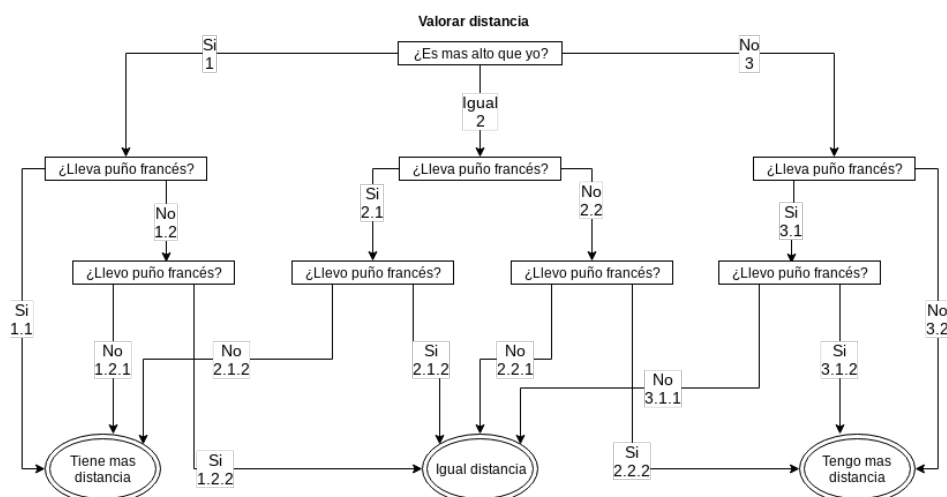 Valorar distancia
¿Es mas alto que yo?
Si
1
Igual
2
No
3
¿Lleva puño francés?
¿Lleva puño francés?
¿Lleva puño francés?
No
1.2
Si
2.1
No
2.2
Si
3.1
¿Llevo puño francés?
¿Llevo puño francés?
¿Llevo puño francés?
¿Llevo puño francés?
Si
1.1
No
3.2
No
1.2.1
No
2.1.2
Si
2.1.2
No
2.2.1
No
3.1.1
Si
3.1.2
Tiene mas
distancia
Si
1.2.2
Igual distancia
Si
2.2.2
Tengo mas
distancia